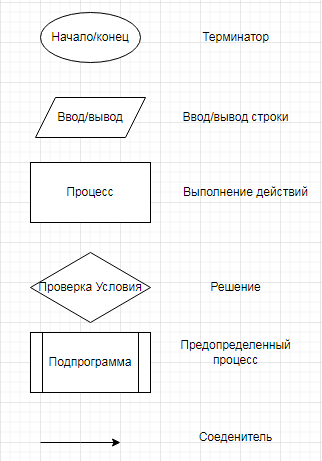 Начало/конец Терминатор
Ввод/вывод Ввод/вывод строки
Процесс Выполнение действий
Проверка Условия Решение
Подпрограмма Предопределенный
процесс
Соеденитель